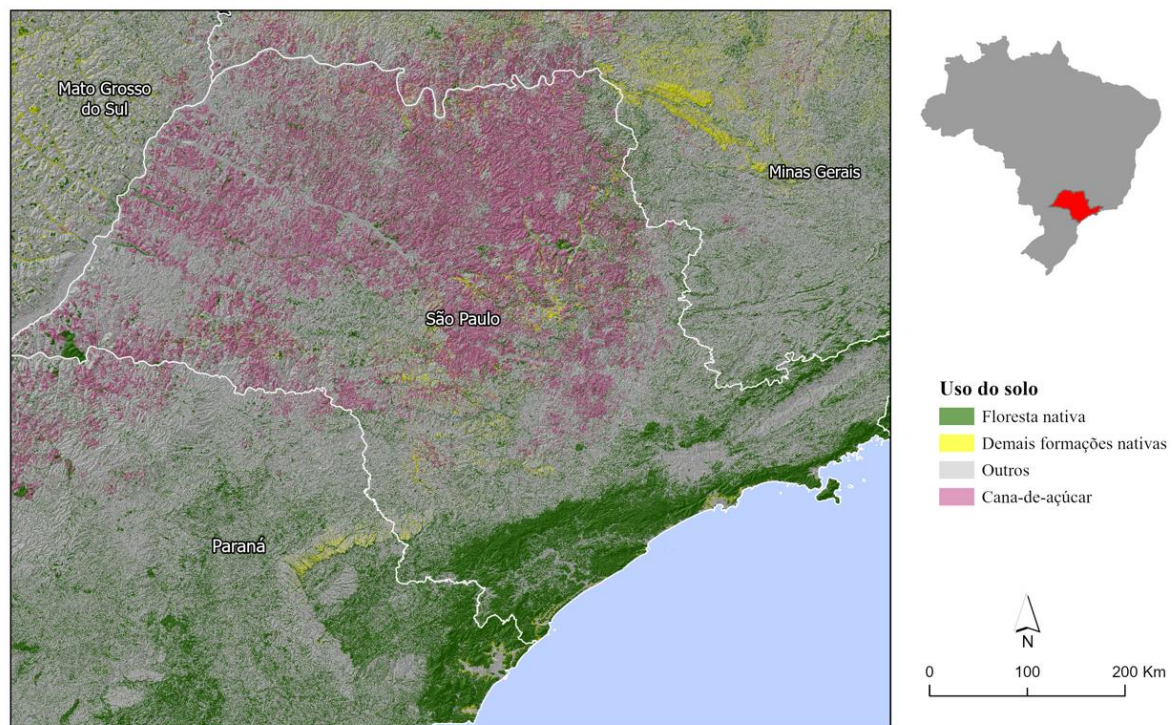 Mato Grosso
do Sul
Minas Gerais
São Paulo
Paraná
Uso do solo
Floresta nativa
Demais formações nativas
Outros
Cana-de-açúcar
N
0 100 200 Km